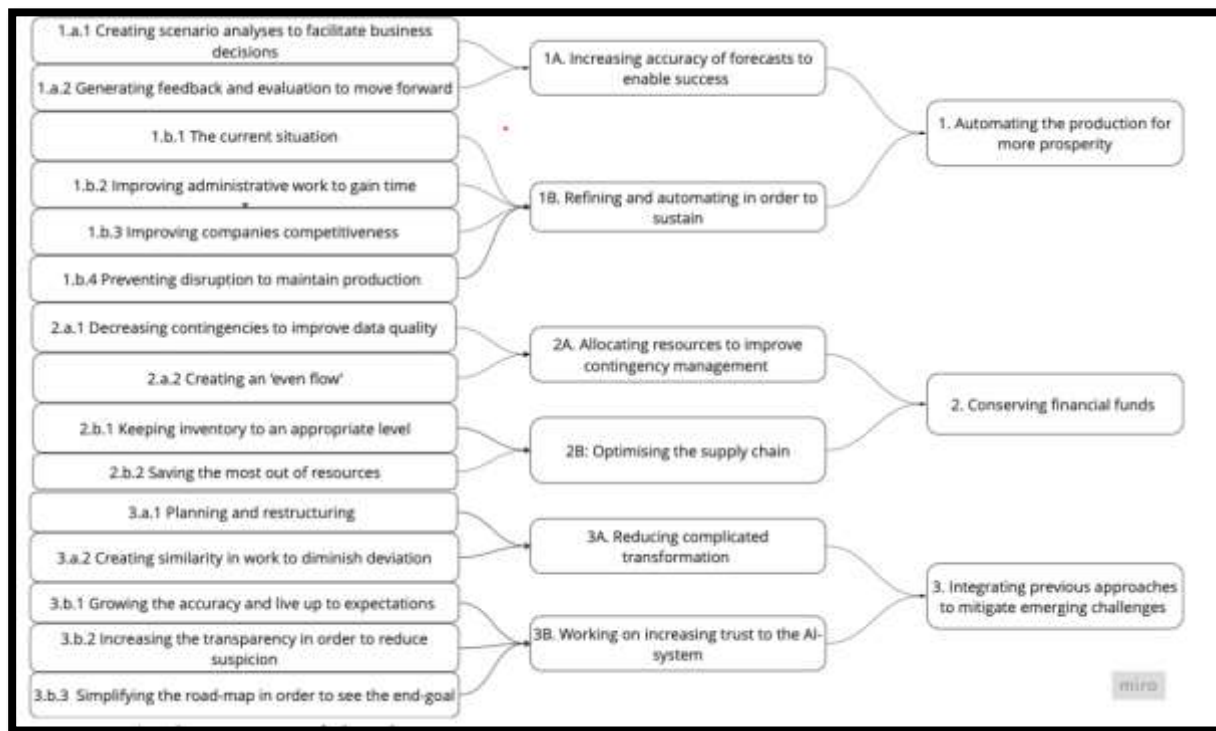 1.a.1 Creating scenario analyses to facilitate business
decisions
1.a.2 Generating feedback and evaluation to move forward
1.b.1 The current situation
1.b.2 Improving administrative work to gain time
1.b.3 Improving companies competitiveness
1.b.4 Preventing disruption to maintain production
2.a.1 Decreasing contingencies to improve data quality
2.a.2 Creating an 'even flow'
2.b.1 Keeping inventory to an appropriate level
2.b.2 Saving the most out of resources
3.a.1 Planning and restructuring
3.a.2 Creating similarity in work to diminish deviation
3.b.1 Growing the accuracy and live up to expectations
3.b.2 Increasing the transparency in order to reduce
suspicion
3.b.3 Simplifying the road-map in order to see the end-goal
1A. Increasing accuracy of forecasts to
enable success
1B. Refining and automating in order to
sustain
2A. Allocating resources to improve
contingency management
2B: Optimising the supply chain
3A. Reducing complicated
transformation
3B. Working on increasing trust to the AI-
system
1. Automating the production for
more prosperity
2. Conserving financial funds
3. Integrating previous approaches
to mitigate emerging challenges
miro